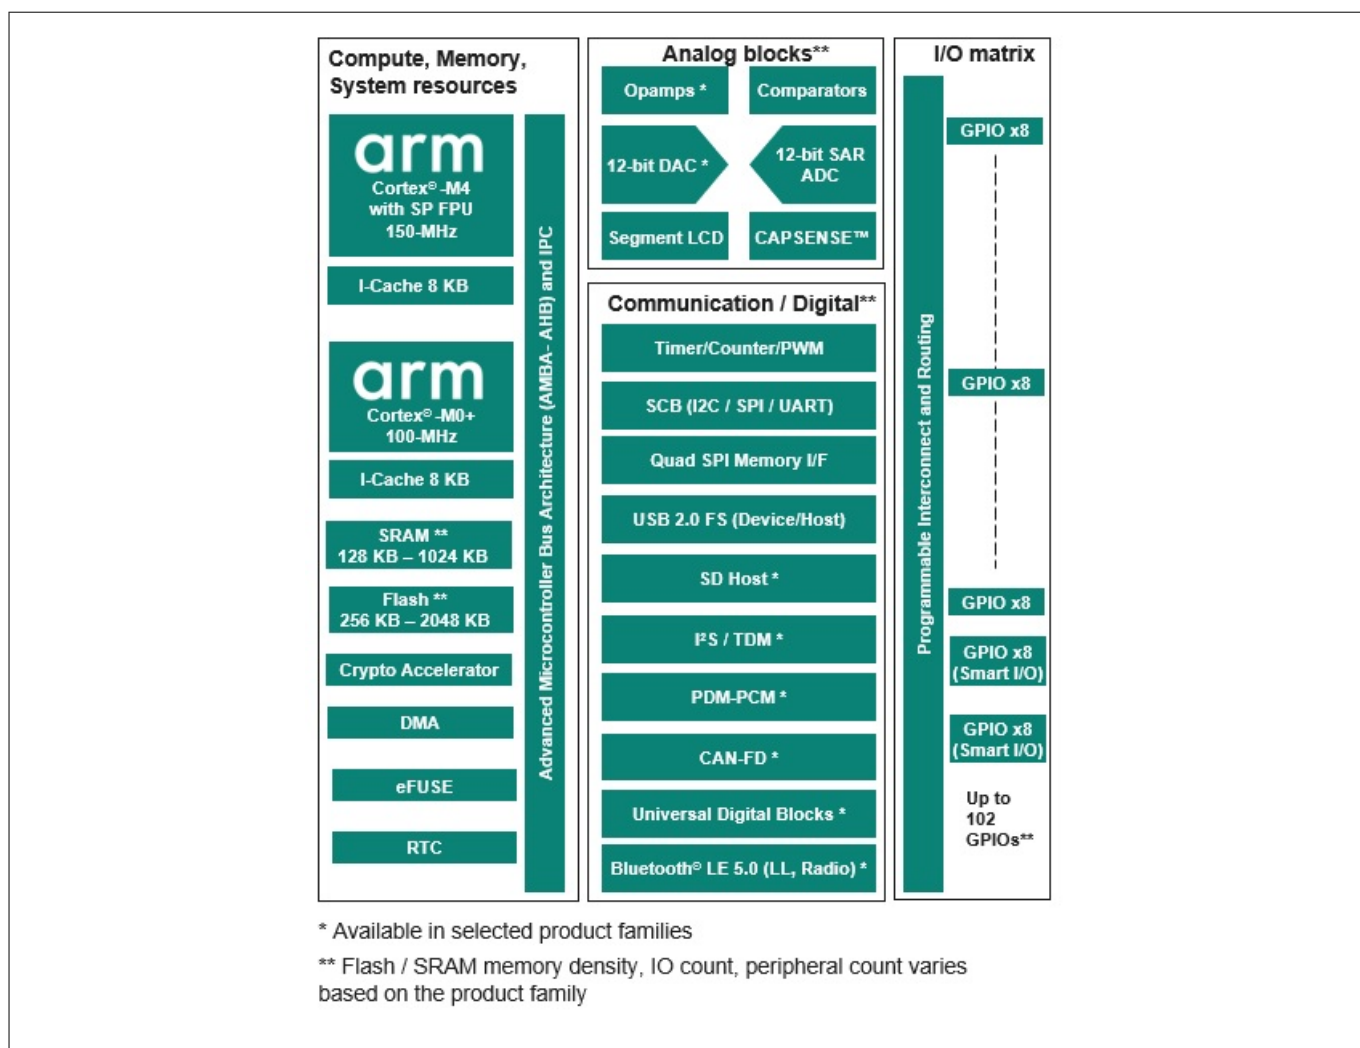 Compute, Memory,
System resources
arm
Cortex©-M4
with SP FPU
150-MHz
I-Cache 8 KB
arm
Cortex©-M0+
100-MHz
I-Cache 8 KB
SRAM **
128 KB – 1024 KB
Flash **
256 KB – 2048 KB
Crypto Accelerator
DMA
eFUSE
RTC
Advanced Microcontroller Bus Architecture (AMBA- AHB) and IPC
Analog blocks**
Opamps *
Comparators
12-bit DAC *
12-bit SAR
ADC
Segment LCD
CAPSENSE™
Communication / Digital**
Timer/Counter/PWM
SCB (I2C / SPI / UART)
Quad SPI Memory I/F
USB 2.0 FS (Device/Host)
SD Host *
I²S / TDM *
PDM-PCM *
CAN-FD *
Universal Digital Blocks *
Bluetooth© LE 5.0 (LL, Radio) *
I/O matrix
Programmable Interconnect and Routing
GPIO x8
GPIO x8
GPIO x8
GPIO x8
(Smart I/O)
GPIO x8
(Smart I/O)
Up to
102
GPIOs**
* Available in selected product families
** Flash / SRAM memory density, IO count, peripheral count varies
based on the product family